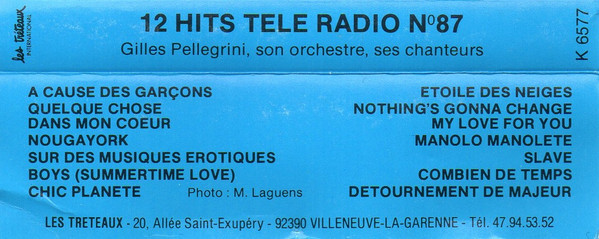 les tréteaux
INTERNATIONAL
12 HITS TELE RADIO Nº87
Gilles Pellegrini, son orchestre, ses chanteurs
K 6577
A CAUSE DES GARÇONS
QUELQUE CHOSE
DANS MON COEUR
NOUGAYORK
SUR DES MUSIQUES EROTIQUES
BOYS (SUMMERTIME LOVE)
CHIC PLANETE
Photo : M. Laguens
ETOILE DES NEIGES
NOTHING'S GONNA CHANGE
MY LOVE FOR YOU
MANOLO MANOLETE
SLAVE
COMBIEN DE TEMPS
DETOURNEMENT DE MAJEUR
LES TRETEAUX - 20, Allée Saint-Exupéry - 92390 VILLENEUVE-LA-GARENNE - Tél. 47.94.53.52